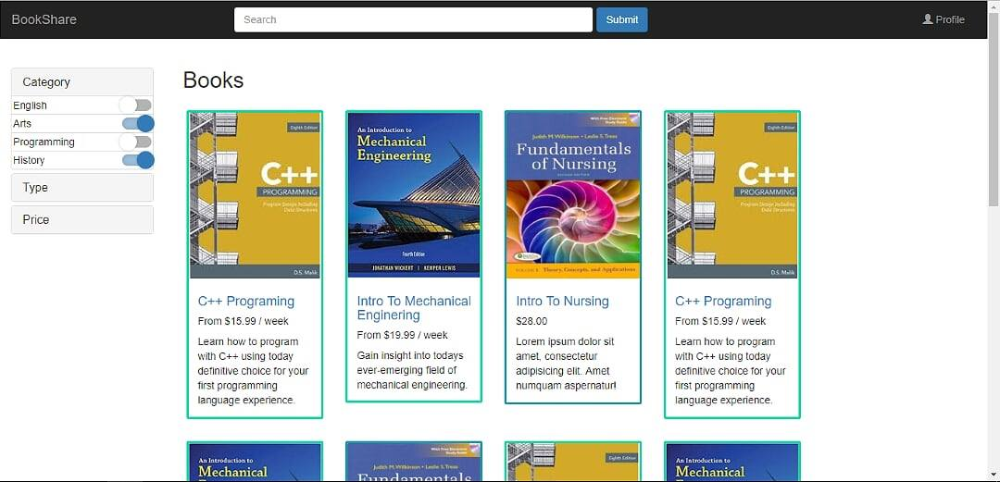 BookShare
Search
Submit
Profile
Category
English
Arts
Programming
History
Type
Price
Books
Eighth Edition
C++
PROGRAMMING
Program Design Including
Data Structures
D.S. Malik
C++ Programing
From $15.99 / week
Learn how to program
with C++ using today
definitive choice for your
first programming
language experience.
An Introduction to
Mechanical
Engineering
Fourth Edition
JONATHAN WICKERT | KEMPER LEWIS
Intro To Mechanical
Enginering
From $19.99 / week
Gain insight into todays
ever-emerging field of
mechanical engineering.
With Free Electronic
Study Guide
Judith M. Wilkinson • Leslie S. Treas
Fundamentals
of Nursing
SECOND EDITION
VOLUME 1 Theory, Concepts, and Applications
Intro To Nursing
$28.00
Lorem ipsum dolor sit
amet, consectetur
adipisicing elit. Amet
numquam aspernatur!
Eighth Edition
C++
PROGRAMMING
Program Design Including
Data Structures
D.S. Malik
C++ Programing
From $15.99 / week
Learn how to program
with C++ using today
definitive choice for your
first programming
language experience.
An Introduction to
Mechanical
With Free Electronic
Study Guide
Judith M. Wilkinson • Leslie S. Treas
Fundamentals
Eighth Edition
An Introduction to
Mechanical